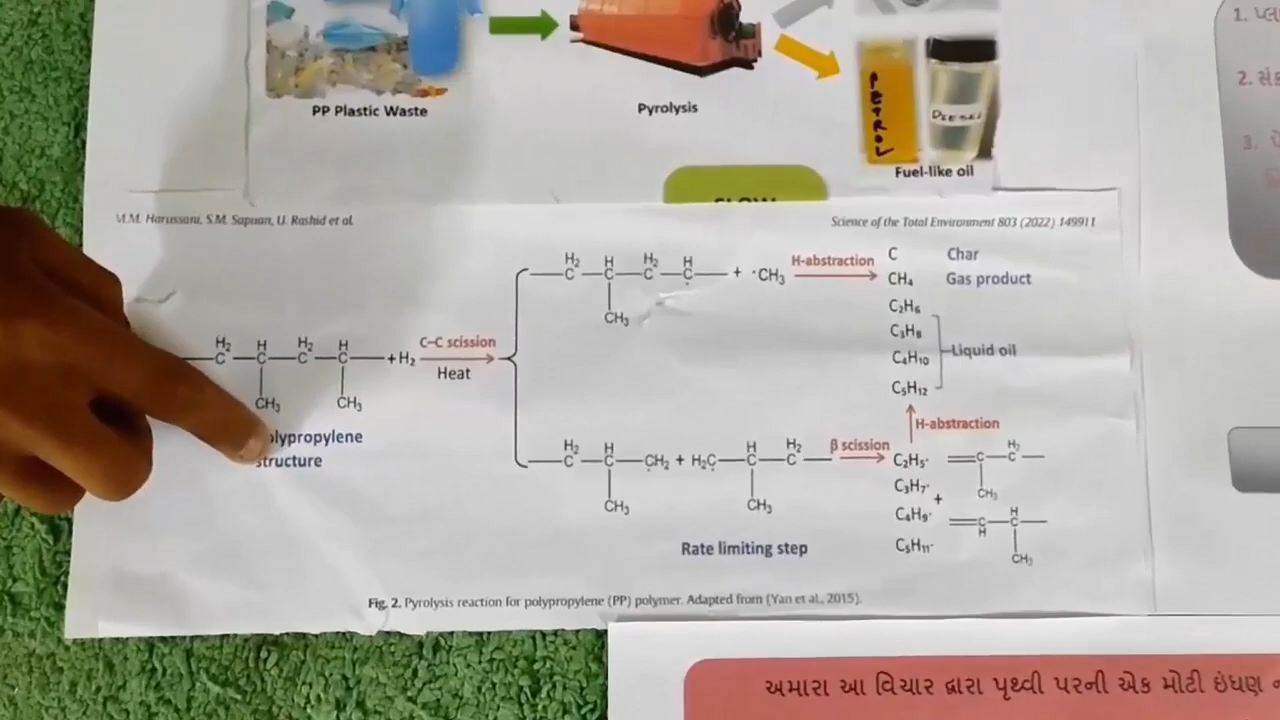 PP Plastic Waste
Pyrolysis
PETROL
DIESEL
Fuel-like oil
1. પ્લા
2. સંક
3.
M.M. Harussani, S.M. Sapuan, U. Rashid et al.
Science of the Total Environment 803 (2022) 149911
H₂ H H₂ H
C C C C + ·CH₃
CH₃
H-abstraction
C Char
CH₄ Gas product
C₂H₆
C₃H₈
C₄H₁₀
C₅H₁₂
Liquid oil
H₂ H H₂ H
C C C C + H₂
CH₃ CH₃
C–C scission
Heat
olypropylene
structure
H-abstraction
H₂ H
C C CH₂ + H₂C C C
H H₂
CH₃ CH₃
β scission
Rate limiting step
C₂H₅·
C₃H₇·
C₄H₉·
C₅H₁₁·
+
C C
H₂
CH₃
H
C C
H
CH₃
Fig. 2. Pyrolysis reaction for polypropylene (PP) polymer. Adapted from (Yan et al., 2015).
અમારા આ વિચાર દ્વારા પૃથ્વી પરની એક મોટી ઇંધણ